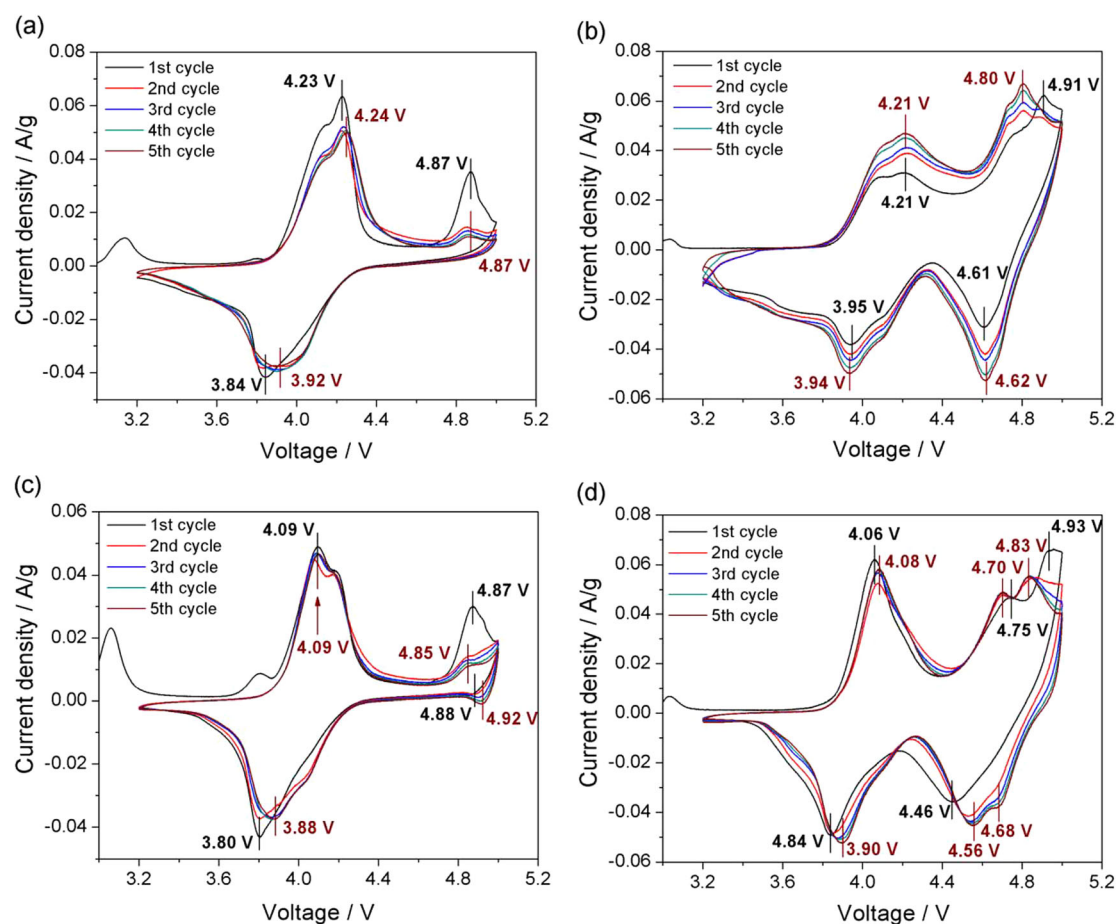 (a)
0.08
0.06
0.04
0.02
0.00
-0.02
-0.04
Current density / A/g
1st cycle
2nd cycle
3rd cycle
4th cycle
5th cycle
4.23 V
4.24 V
4.87 V
4.87 V
3.84 V
3.92 V
3.2 3.6 4.0 4.4 4.8 5.2
Voltage / V
(b)
0.08
0.06
0.04
0.02
0.00
-0.02
-0.04
-0.06
Current density / A/g
1st cycle
2nd cycle
3rd cycle
4th cycle
5th cycle
4.80 V
4.91 V
4.21 V
4.21 V
4.61 V
3.95 V
3.94 V
4.62 V
3.2 3.6 4.0 4.4 4.8 5.2
Voltage / V
(c)
0.06
0.04
0.02
0.00
-0.02
-0.04
Current density / A/g
1st cycle
2nd cycle
3rd cycle
4th cycle
5th cycle
4.09 V
4.87 V
4.09 V
4.85 V
4.88 V
4.92 V
3.80 V
3.88 V
3.2 3.6 4.0 4.4 4.8 5.2
Voltage / V
(d)
0.08
0.06
0.04
0.02
0.00
-0.02
-0.04
-0.06
Current density / A/g
1st cycle
2nd cycle
3rd cycle
4th cycle
5th cycle
4.06 V
4.08 V
4.83 V
4.93 V
4.70 V
4.75 V
4.46 V
4.84 V
3.90 V
4.56 V
4.68 V
3.2 3.6 4.0 4.4 4.8 5.2
Voltage / V